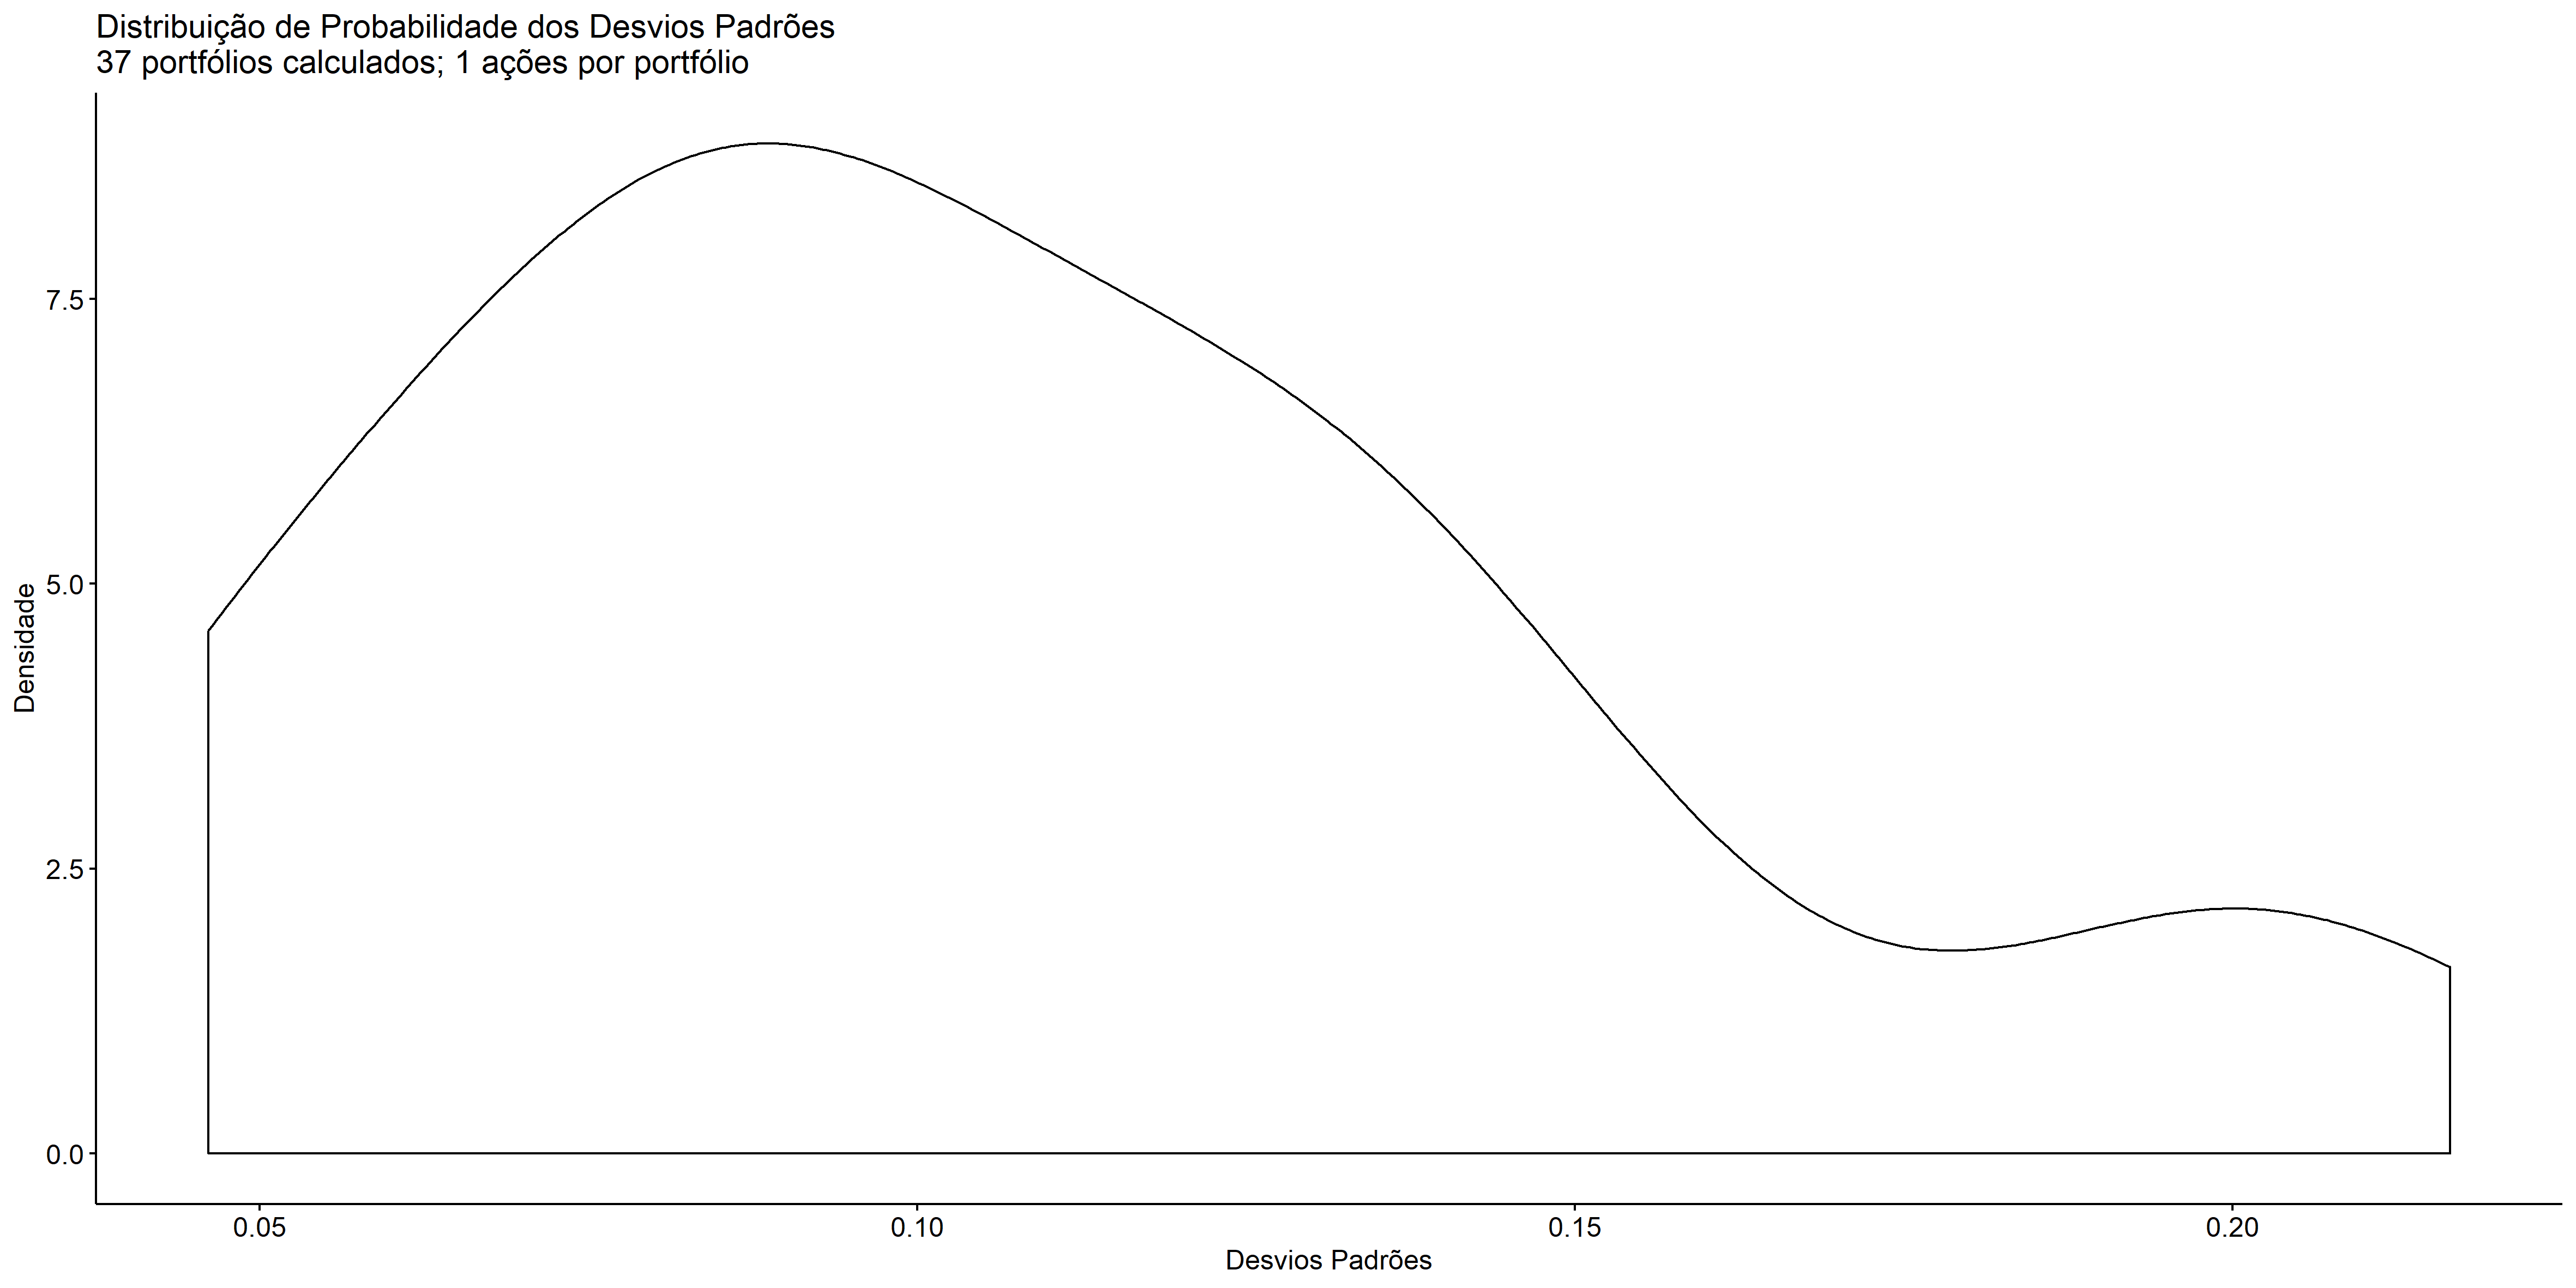 Distribuição de Probabilidade dos Desvios Padrões
37 portfólios calculados; 1 ações por portfólio
Densidade
7.5
5.0
2.5
0.0
0.05
0.10
0.15
0.20
Desvios Padrões